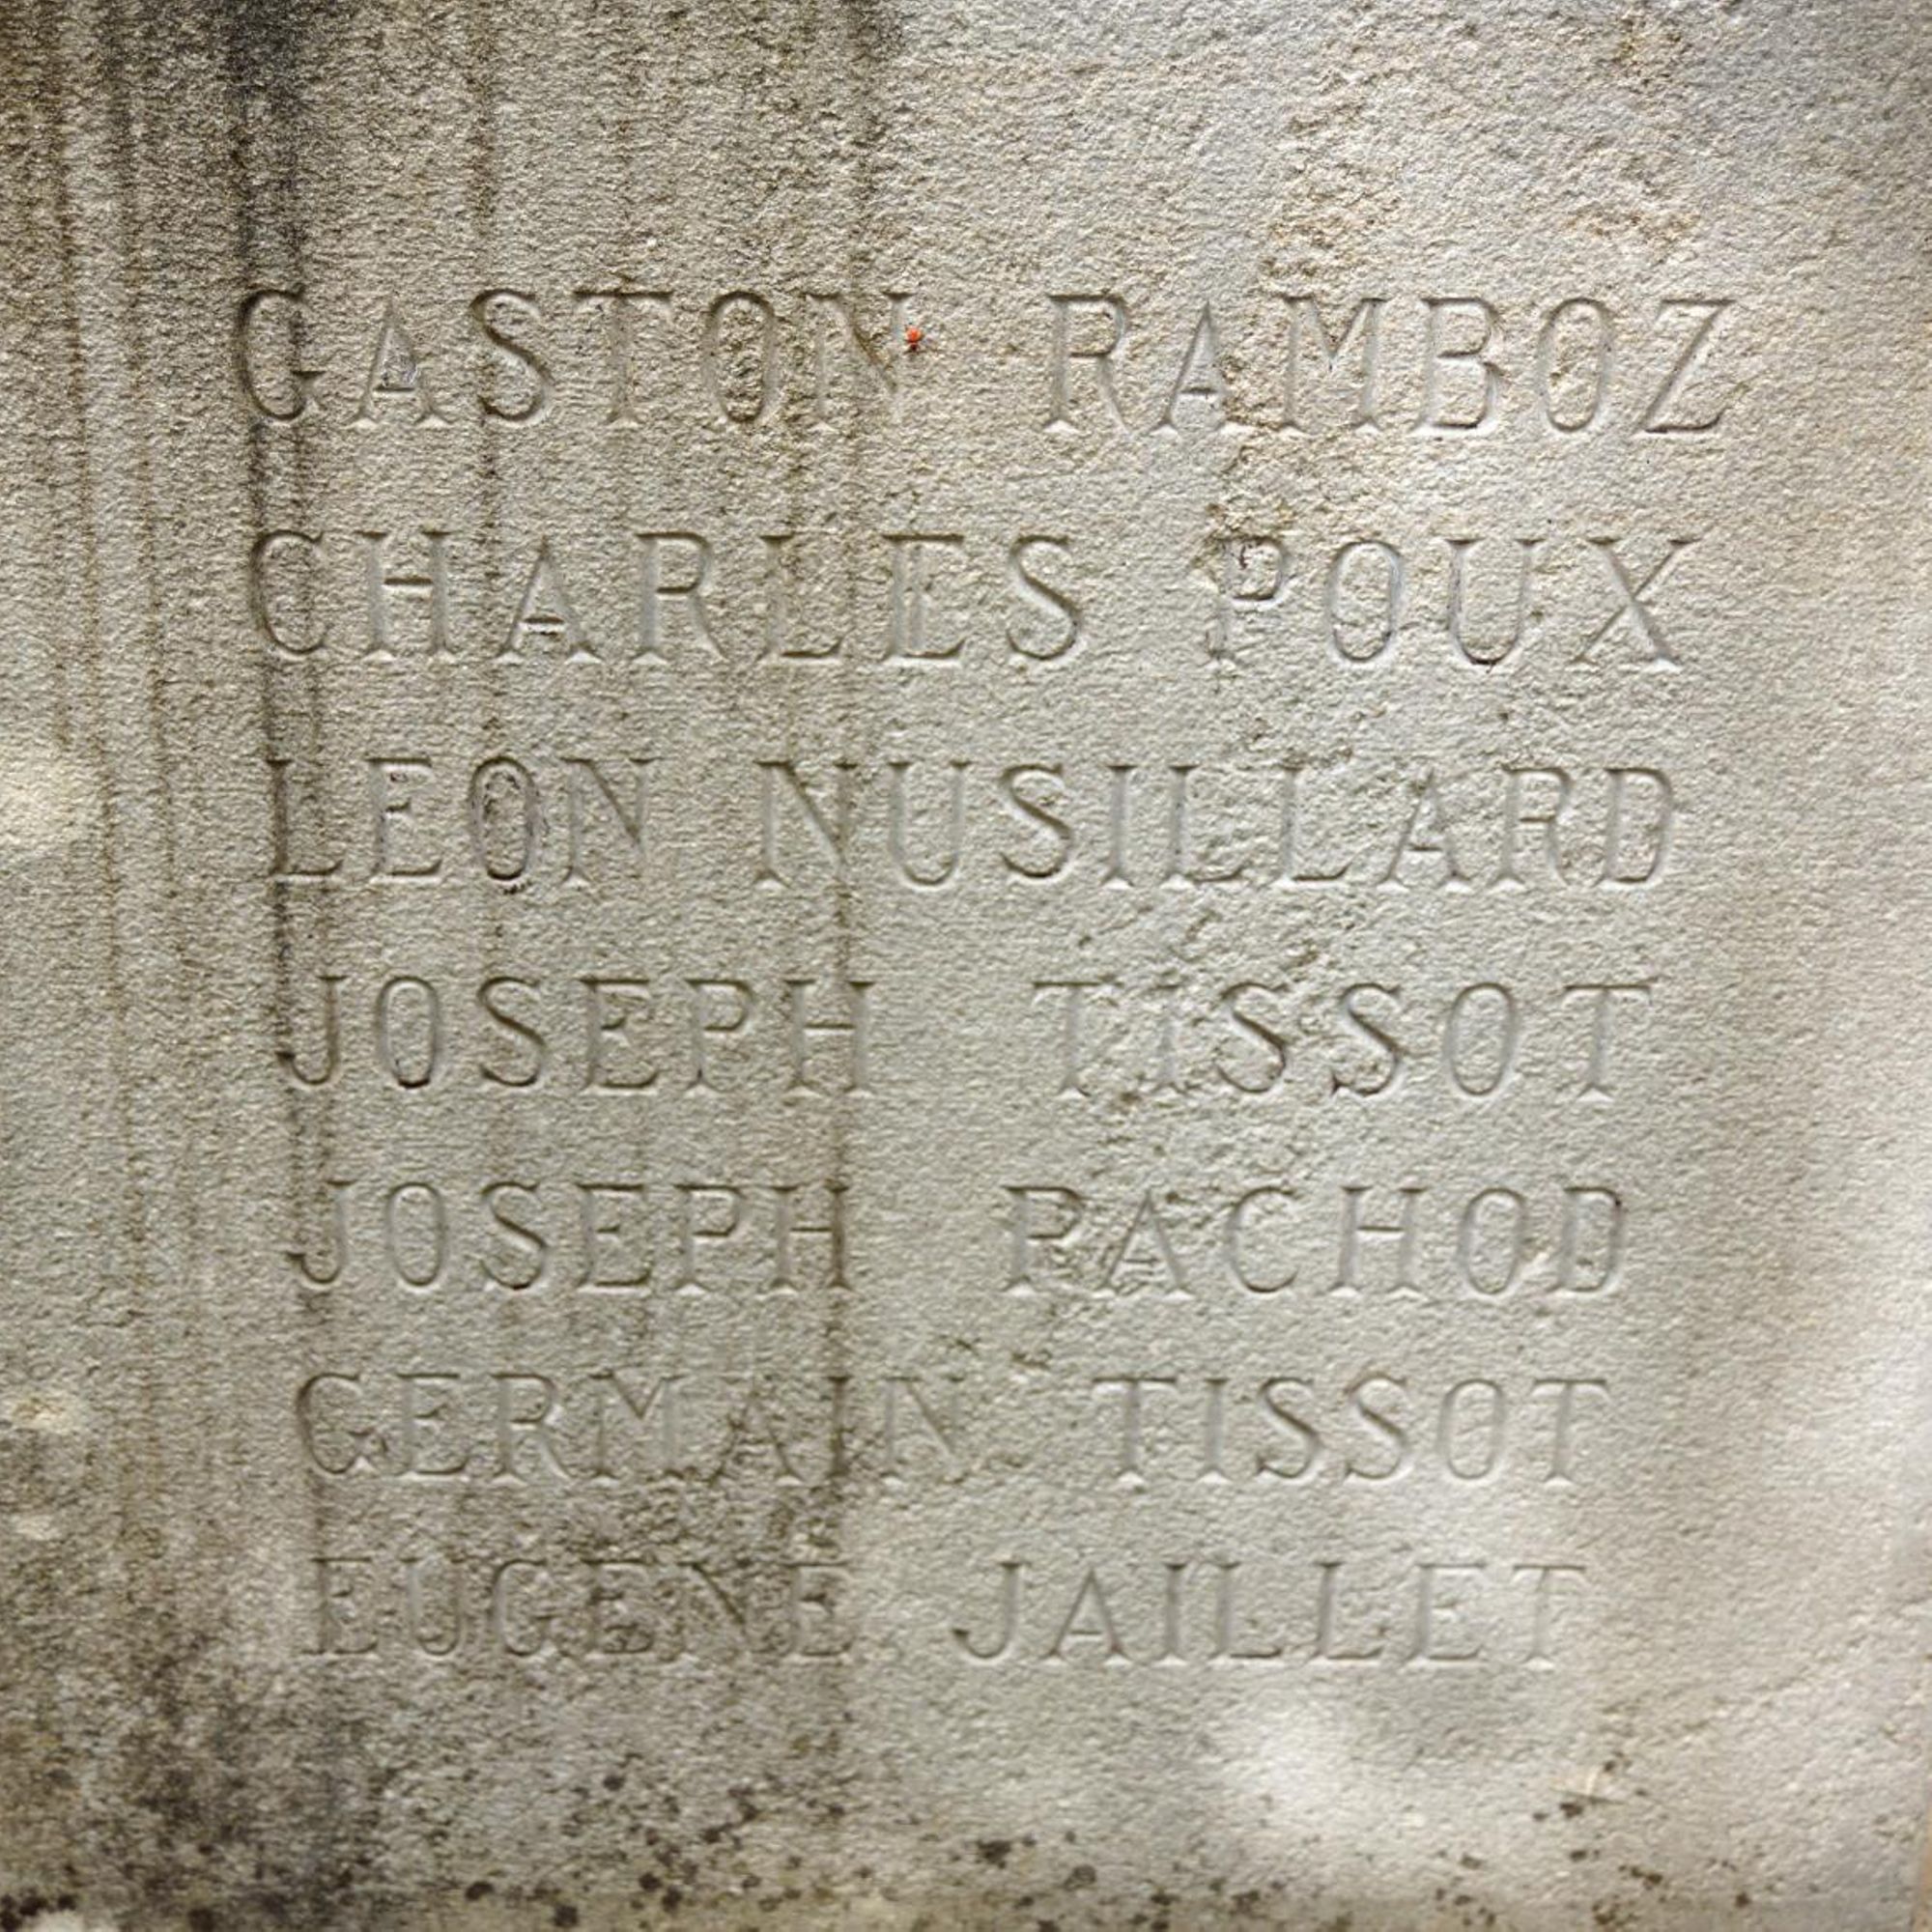 GASTON RAMBOZ
CHARLES POUX
LEON NUSILLARD
JOSEPH TISSOT
JOSEPH PACHOD
GERMAIN TISSOT
EUGENE JAILLET